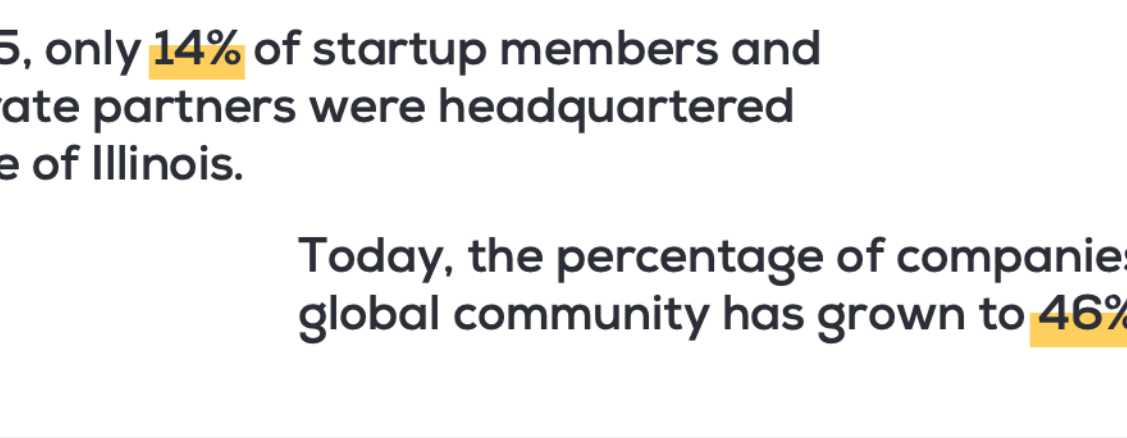 5, only 14% of startup members and
rate partners were headquartered
e of Illinois.
Today, the percentage of companies
global community has grown to 46%